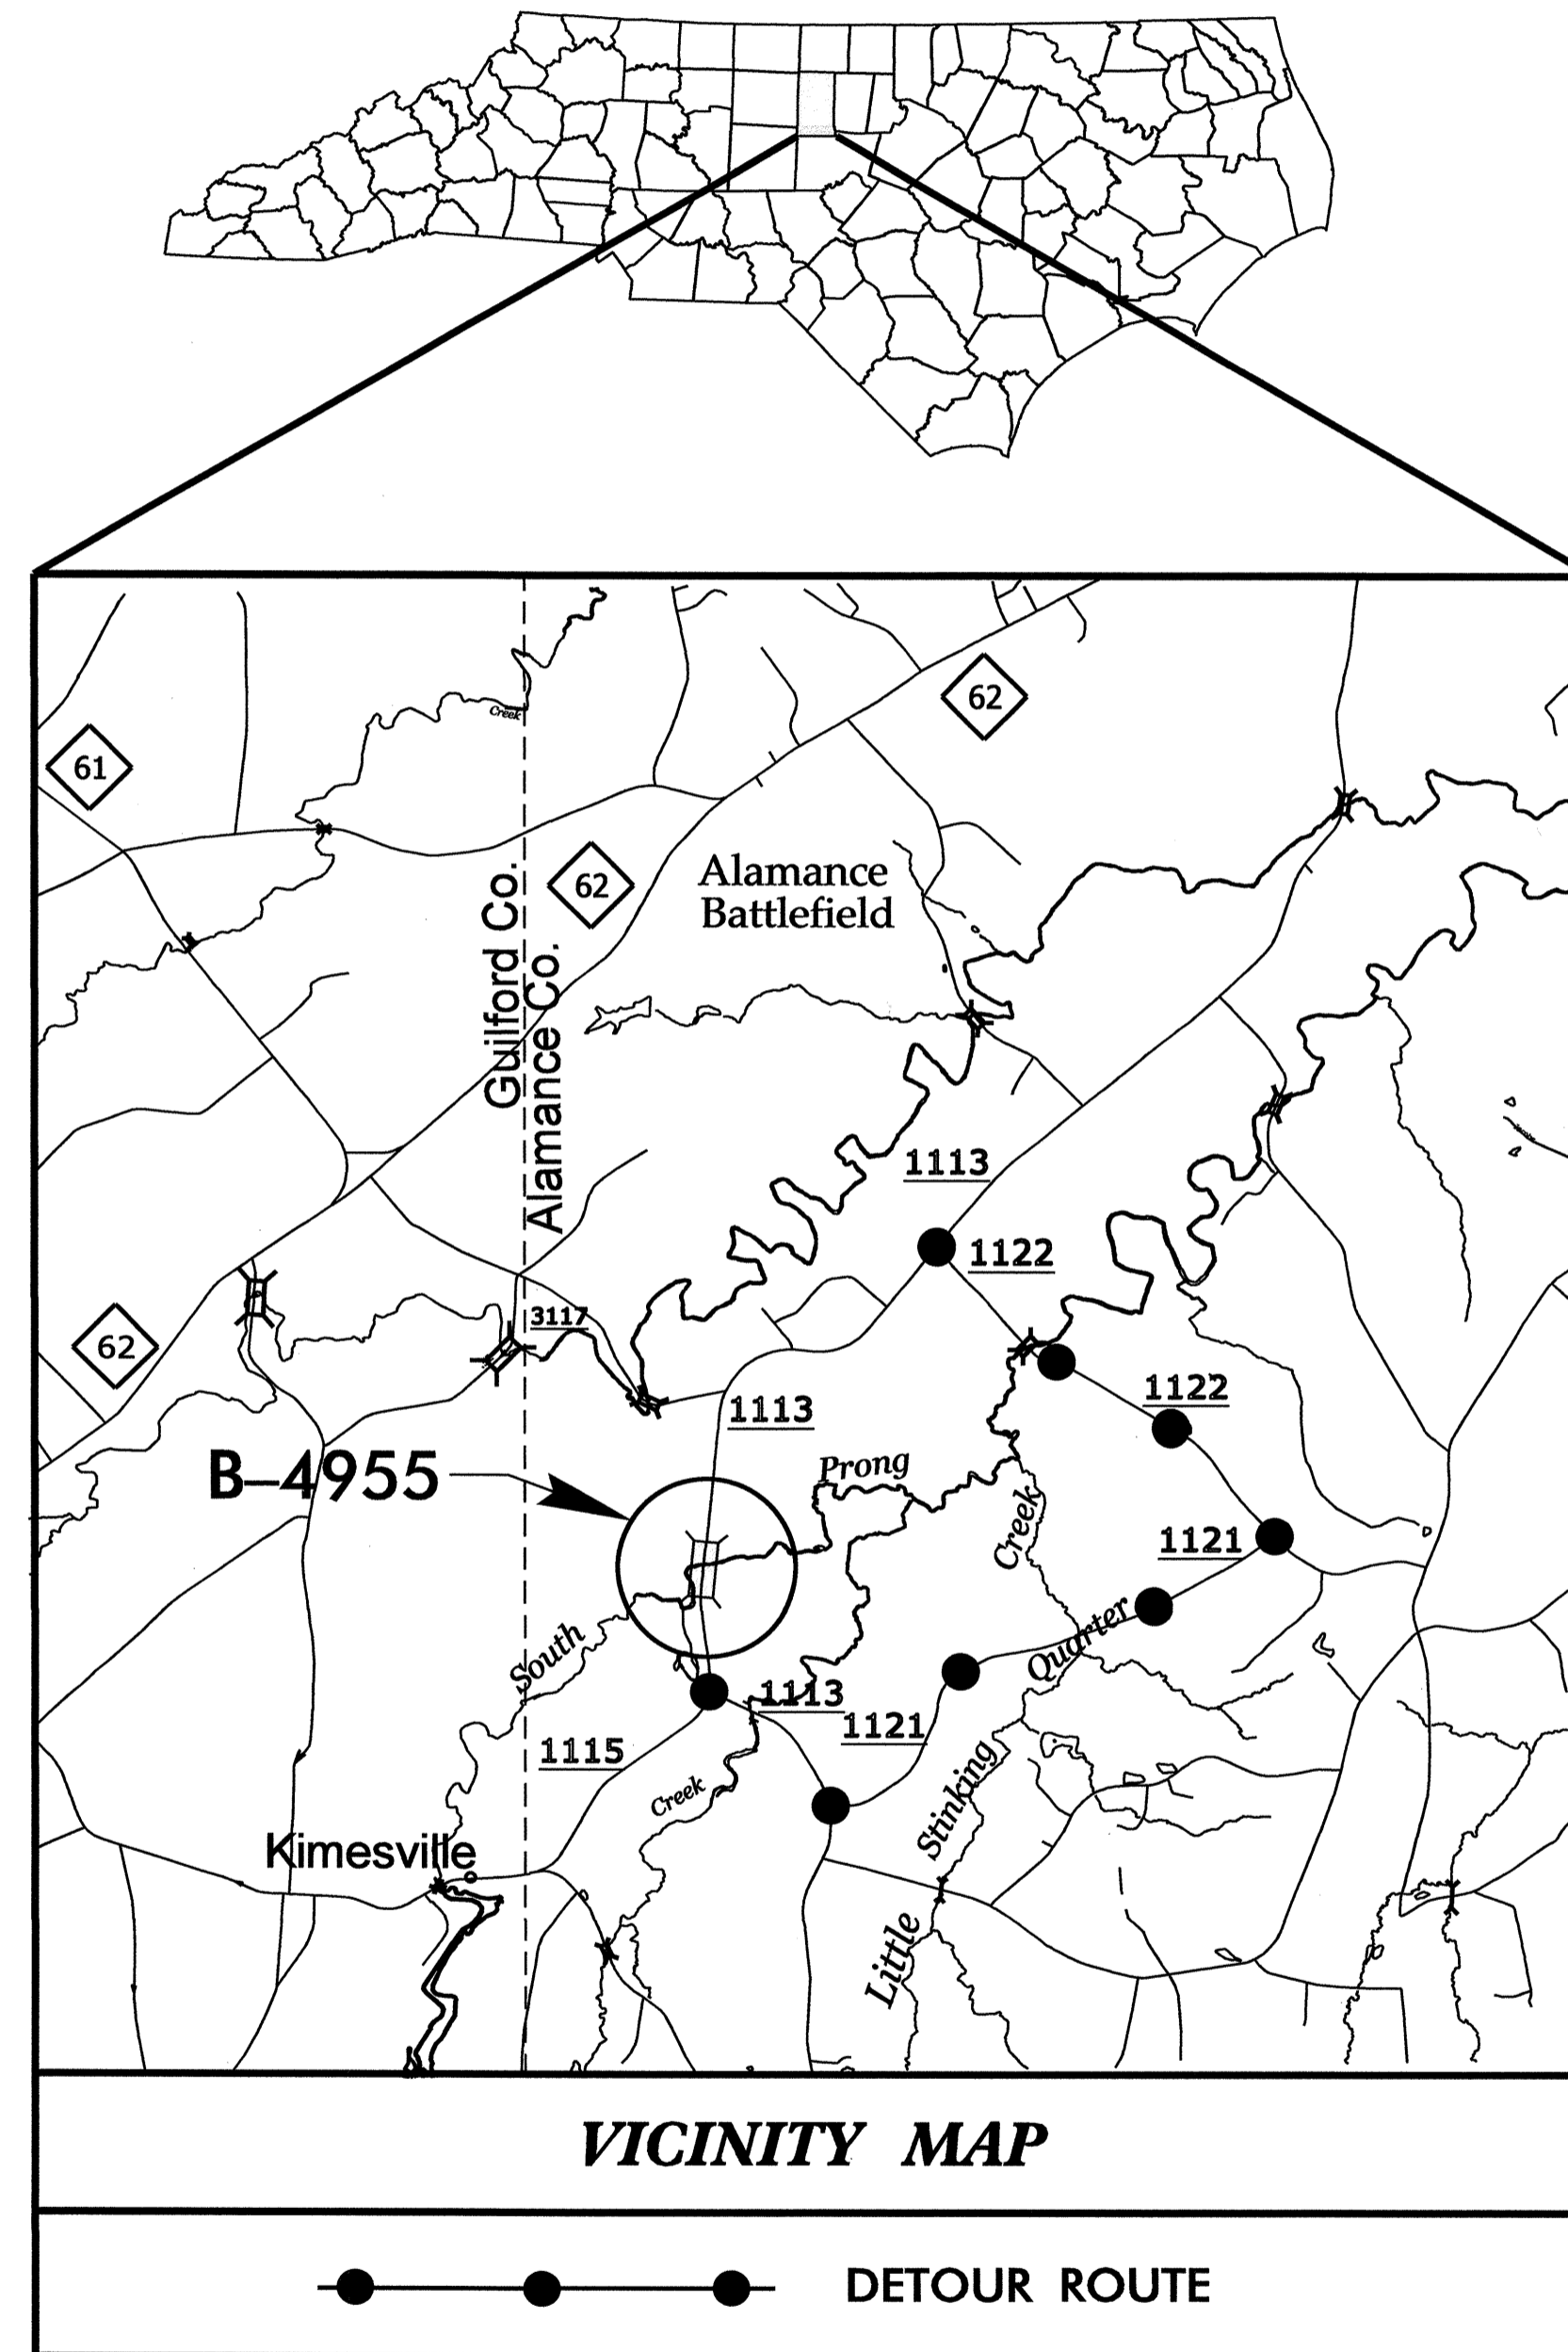 Creek
62
61
62
Alamance
Battlefield
Guilford Co.
Alamance Co.
1113
1122
3117
62
1122
1113
Prong
B–4955
Creek
1121
Quarter
South
1113
1121
1115
Creek
Stinking
Kimesville
Little
VICINITY MAP
DETOUR ROUTE